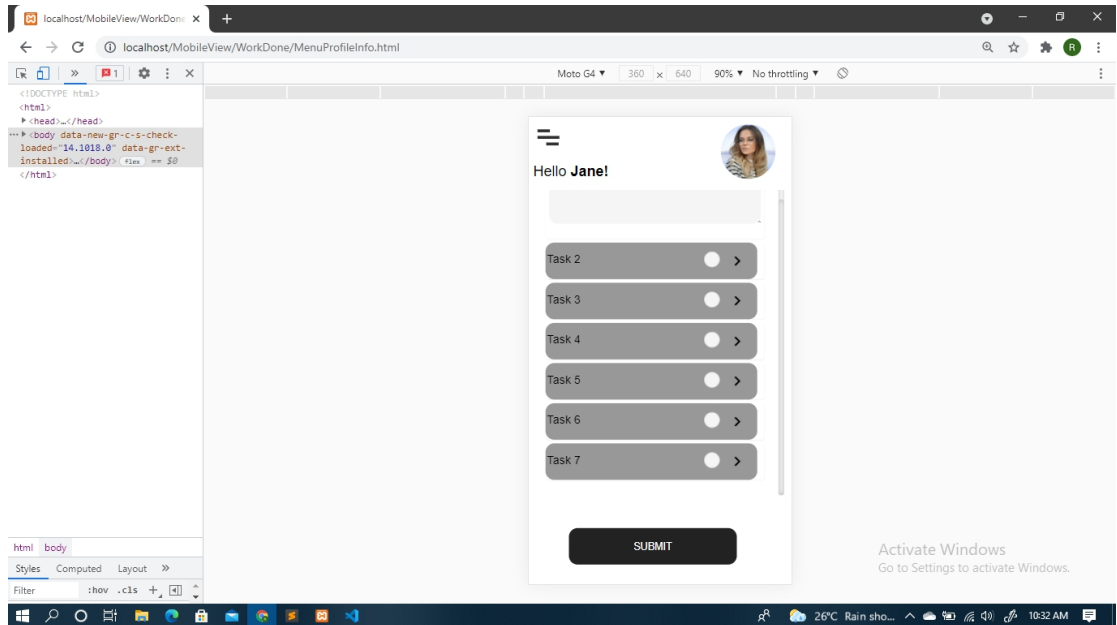 localhost/MobileView/WorkDone
localhost/MobileView/WorkDone/MenuProfileInfo.html
R
1
Moto G4 ▼ 360 x 640 90% ▼ No throttling ▼
<!DOCTYPE html>
<html>
<head>…</head>
<body data-new-gr-c-s-check-
loaded="14.1018.0" data-gr-ext-
installed>…</body> flex == $0
</html>
Hello Jane!
Task 2
Task 3
Task 4
Task 5
Task 6
Task 7
SUBMIT
html body
Styles Computed Layout »
Filter :hov .cls +
Activate Windows
Go to Settings to activate Windows.
26°C Rain sho... 10:32 AM